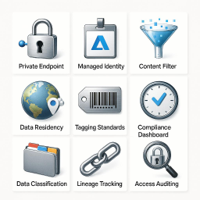 Private Endpoint
Managed Identity
Content Filter
Data Residency
Tagging Standards
Compliance
Dashboard
Data Classification
Lineage Tracking
Access Auditing